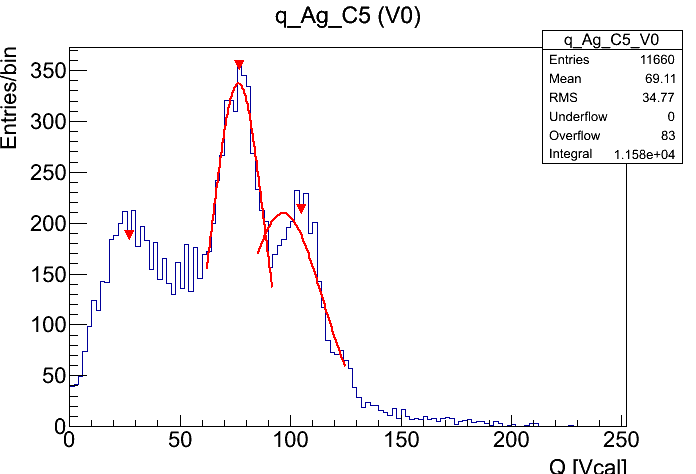 q_Ag_C5 (V0)
q_Ag_C5_V0
Entries 11660
Mean 69.11
RMS 34.77
Underflow 0
Overflow 83
Integral 1.158e+04
Entries/bin
350
300
250
200
150
100
50
0
0 50 100 150 200 250
Q [Vcal]